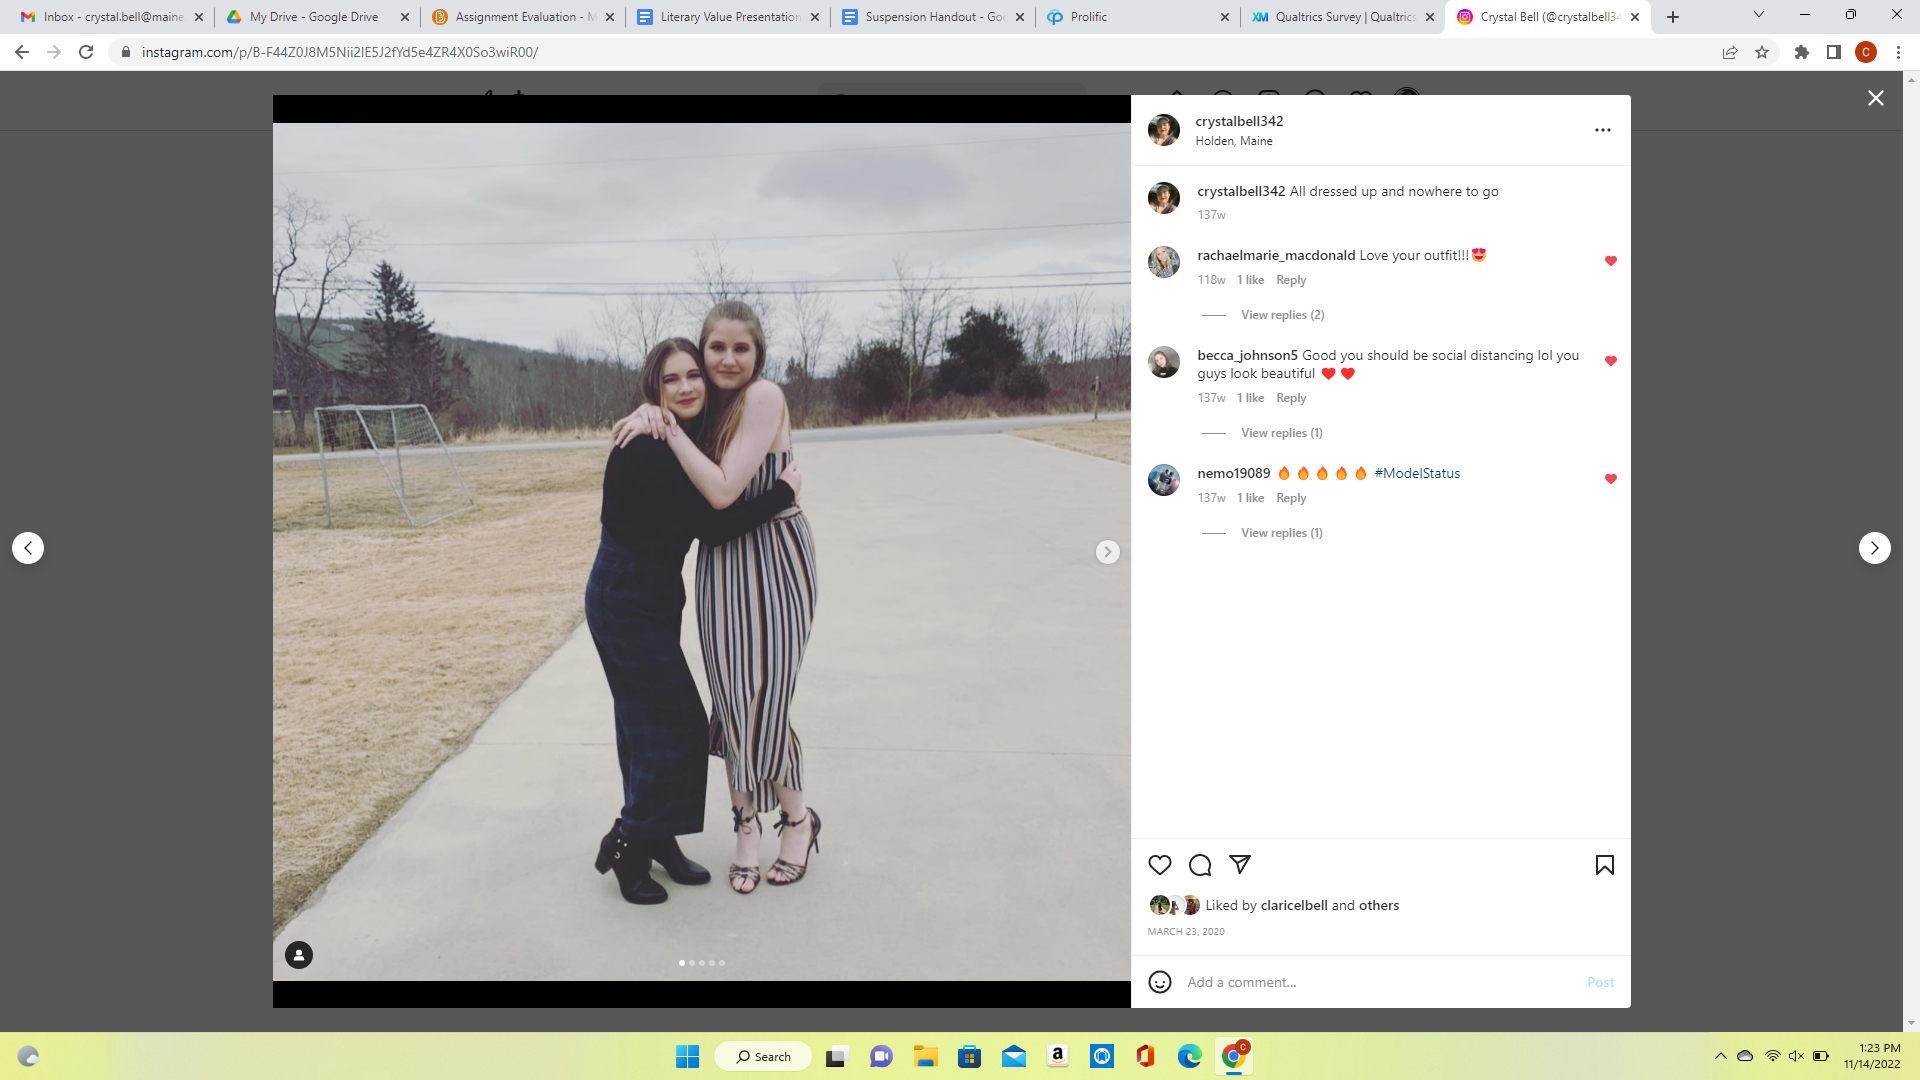 Inbox - crystal.bell@maine
My Drive - Google Drive
Assignment Evaluation - M
Literary Value Presentation
Suspension Handout - Goo
Prolific
Qualtrics Survey | Qualtrics
Crystal Bell (@crystalbell34
instagram.com/p/B-F44Z0J8M5Nii2lE5J2fYd5e4ZR4X0So3wiR00/
C
crystalbell342
Holden, Maine
crystalbell342 All dressed up and nowhere to go
137w
rachaelmarie_macdonald Love your outfit!!!😍
118w 1 like Reply
View replies (2)
becca_johnson5 Good you should be social distancing lol you
guys look beautiful ♥️ ♥️
137w 1 like Reply
View replies (1)
nemo19089 🔥 🔥 🔥 🔥 🔥 #ModelStatus
137w 1 like Reply
View replies (1)
Liked by claricelbell and others
MARCH 23, 2020
Add a comment...
Post
Search
1:23 PM
11/14/2022